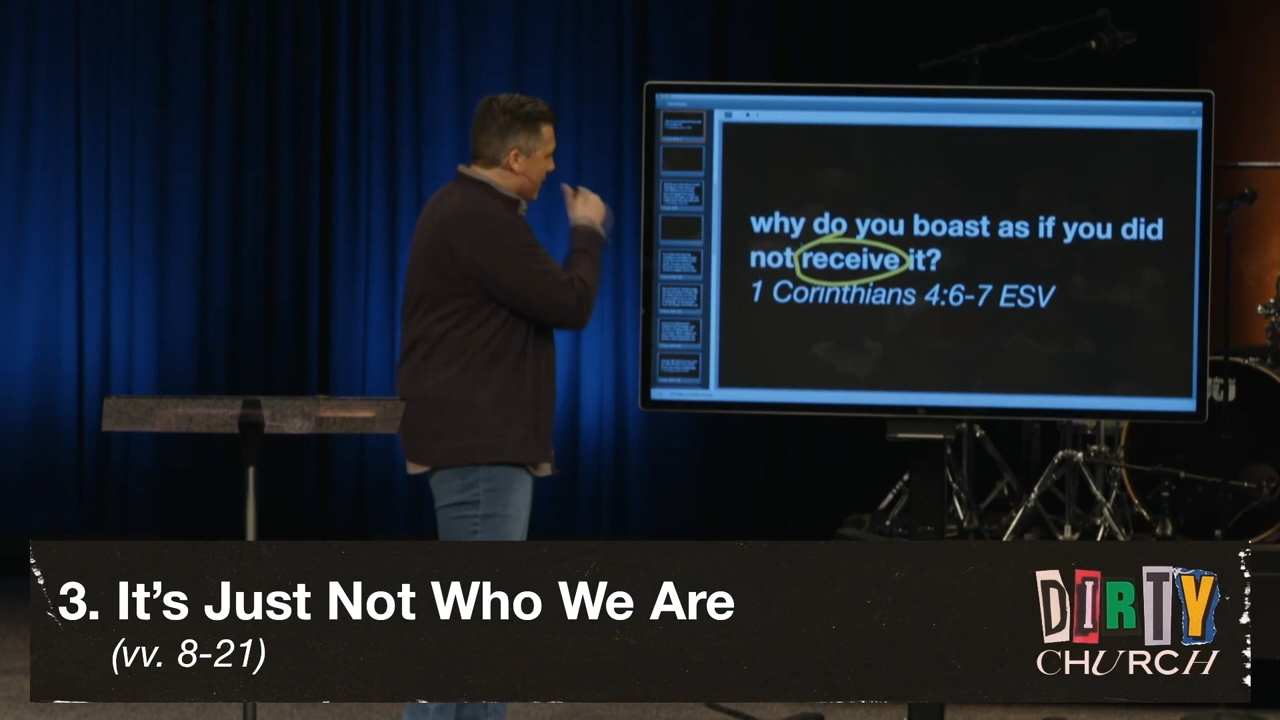 why do you boast as if you did
not receive it?
1 Corinthians 4:6-7 ESV
3. It’s Just Not Who We Are
(vv. 8-21)
DIRTY
CHURCH